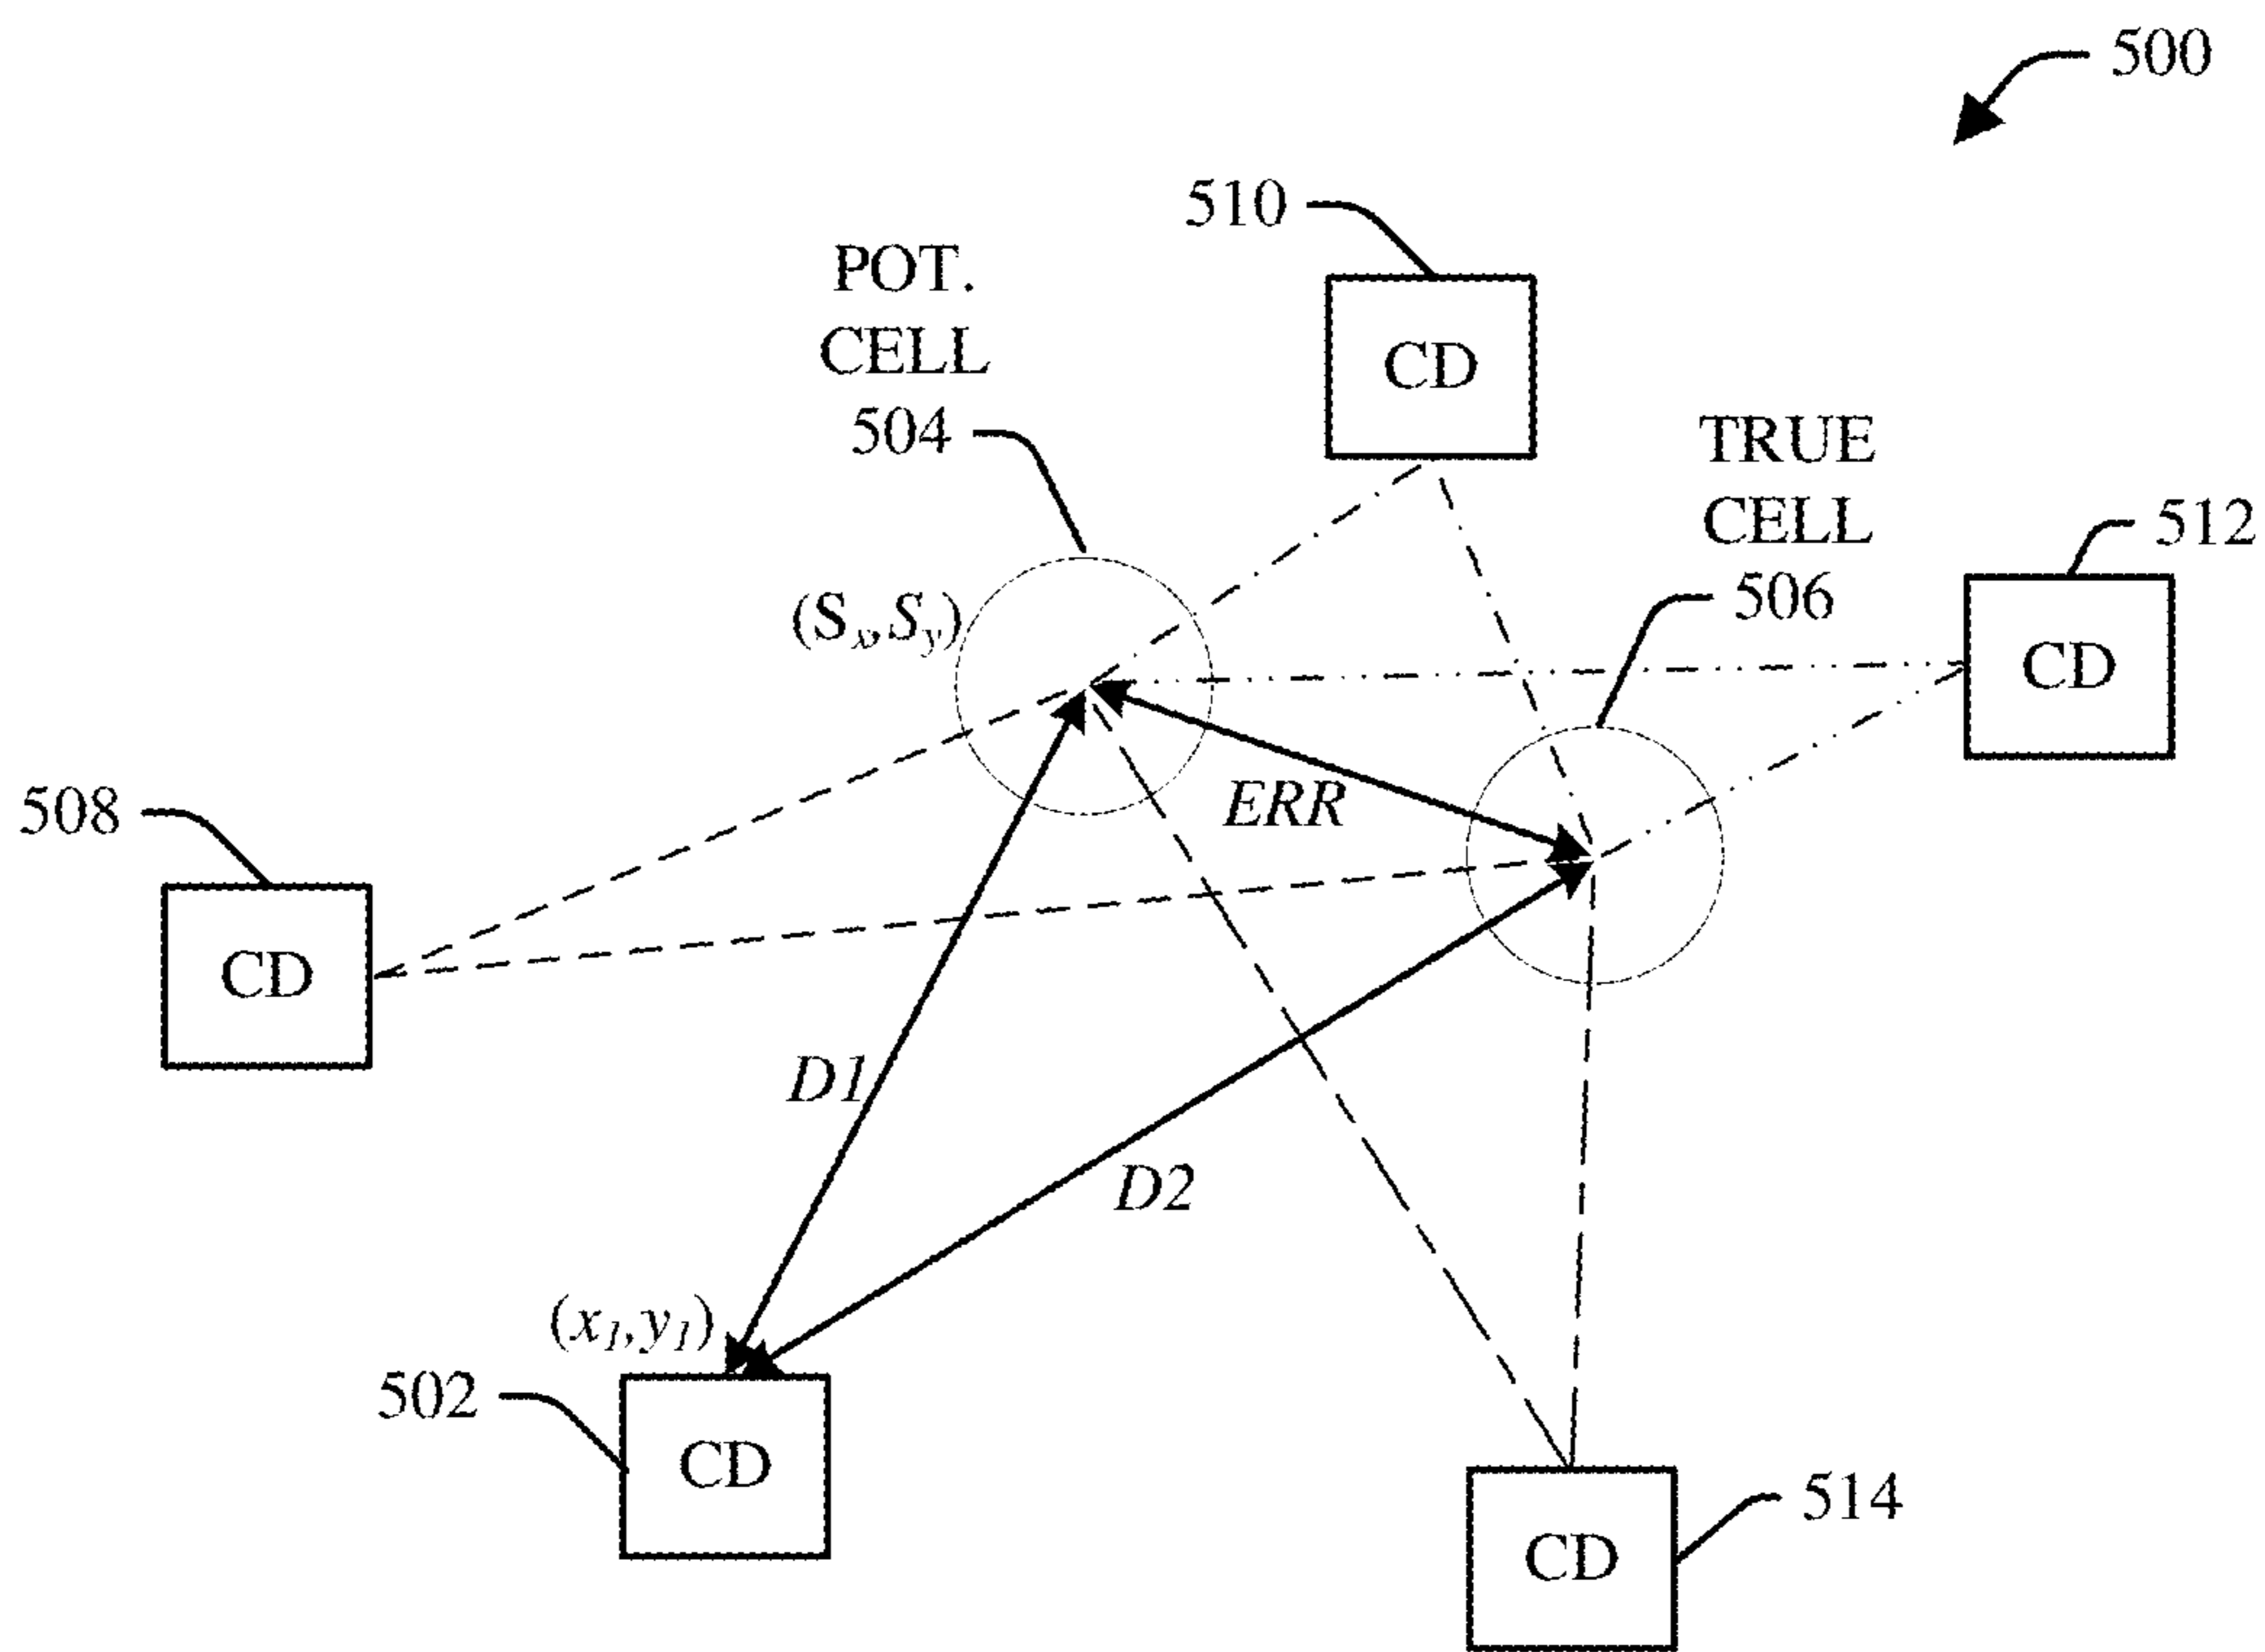 500
510
POT.
CELL
504
CD
TRUE
CELL
506
512
(Sx,Sy)
CD
ERR
508
CD
D1
D2
(x1,y1)
502
CD
514
CD